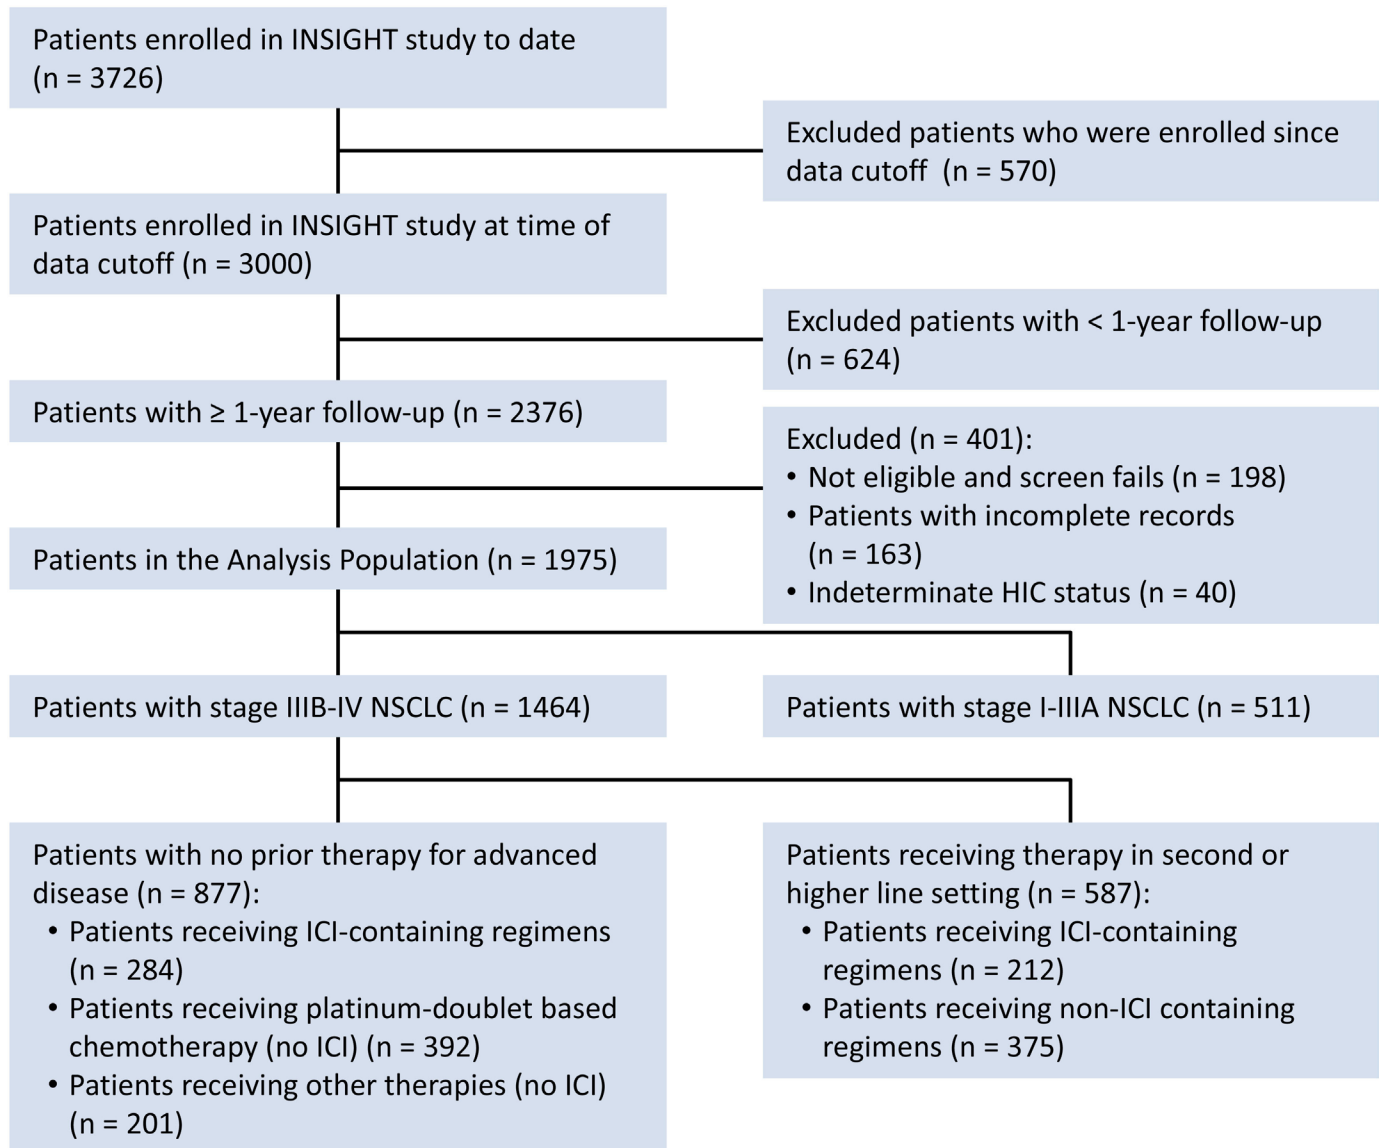 Patients enrolled in INSIGHT study to date
(n = 3726)
Excluded patients who were enrolled since
data cutoff (n = 570)
Patients enrolled in INSIGHT study at time of
data cutoff (n = 3000)
Excluded patients with < 1-year follow-up
(n = 624)
Patients with ≥ 1-year follow-up (n = 2376)
Excluded (n = 401):
• Not eligible and screen fails (n = 198)
• Patients with incomplete records
(n = 163)
• Indeterminate HIC status (n = 40)
Patients in the Analysis Population (n = 1975)
Patients with stage IIIB-IV NSCLC (n = 1464)
Patients with stage I-IIIA NSCLC (n = 511)
Patients with no prior therapy for advanced
disease (n = 877):
• Patients receiving ICI-containing regimens
(n = 284)
• Patients receiving platinum-doublet based
chemotherapy (no ICI) (n = 392)
• Patients receiving other therapies (no ICI)
(n = 201)
Patients receiving therapy in second or
higher line setting (n = 587):
• Patients receiving ICI-containing
regimens (n = 212)
• Patients receiving non-ICI containing
regimens (n = 375)